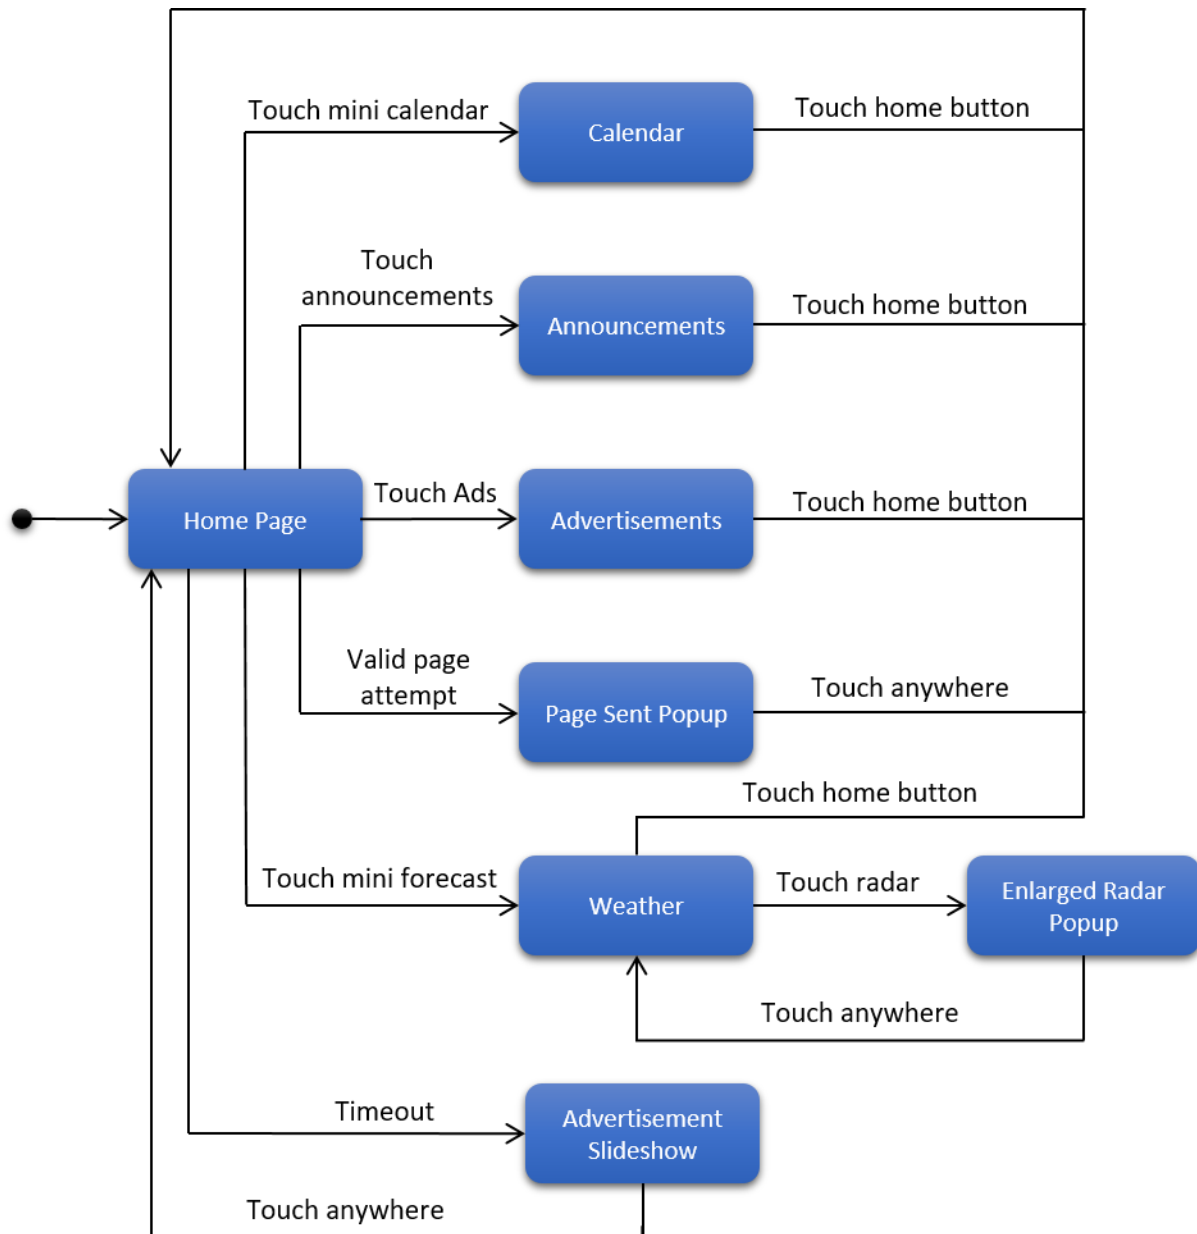 Touch mini calendar
Calendar
Touch home button
Touch
announcements
Announcements
Touch home button
Home Page
Touch Ads
Advertisements
Touch home button
Valid page
attempt
Page Sent Popup
Touch anywhere
Touch home button
Touch mini forecast
Weather
Touch radar
Enlarged Radar
Popup
Touch anywhere
Timeout
Advertisement
Slideshow
Touch anywhere